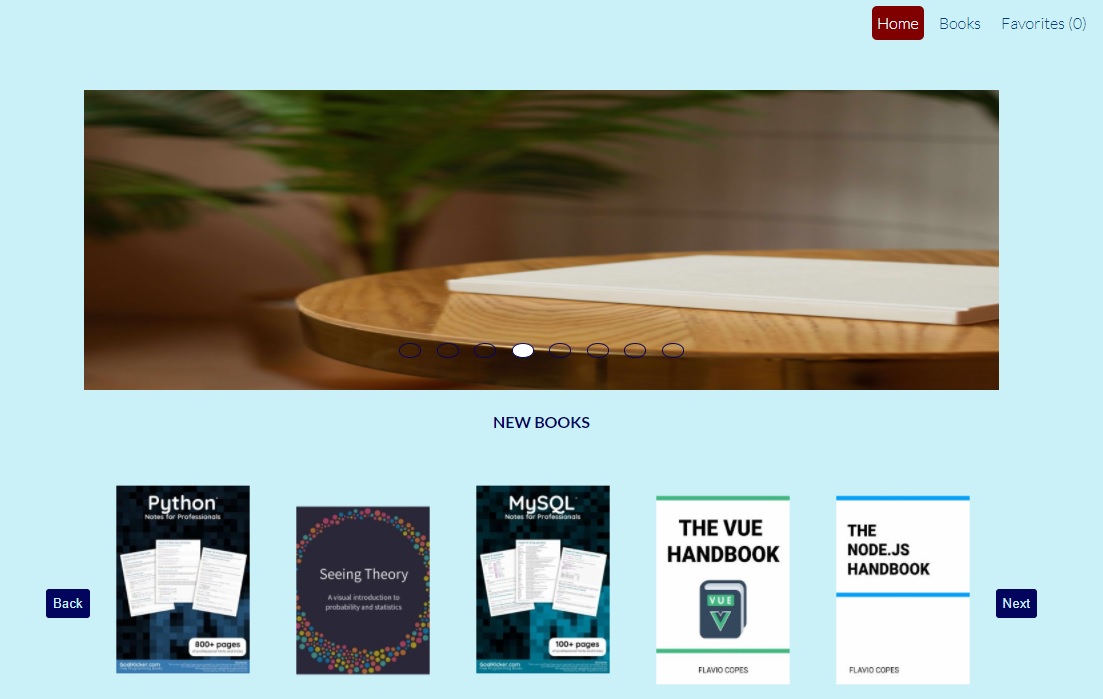 Home Books Favorites (0)
NEW BOOKS
Python
Notes for Professionals
800+ pages
GoalKicker.com
Seeing Theory
A visual introduction to
probability and statistics
MySQL
Notes for Professionals
100+ pages
GoalKicker.com
THE VUE
HANDBOOK
VUE
FLAVIO COPES
THE
NODE.JS
HANDBOOK
FLAVIO COPES
Back
Next